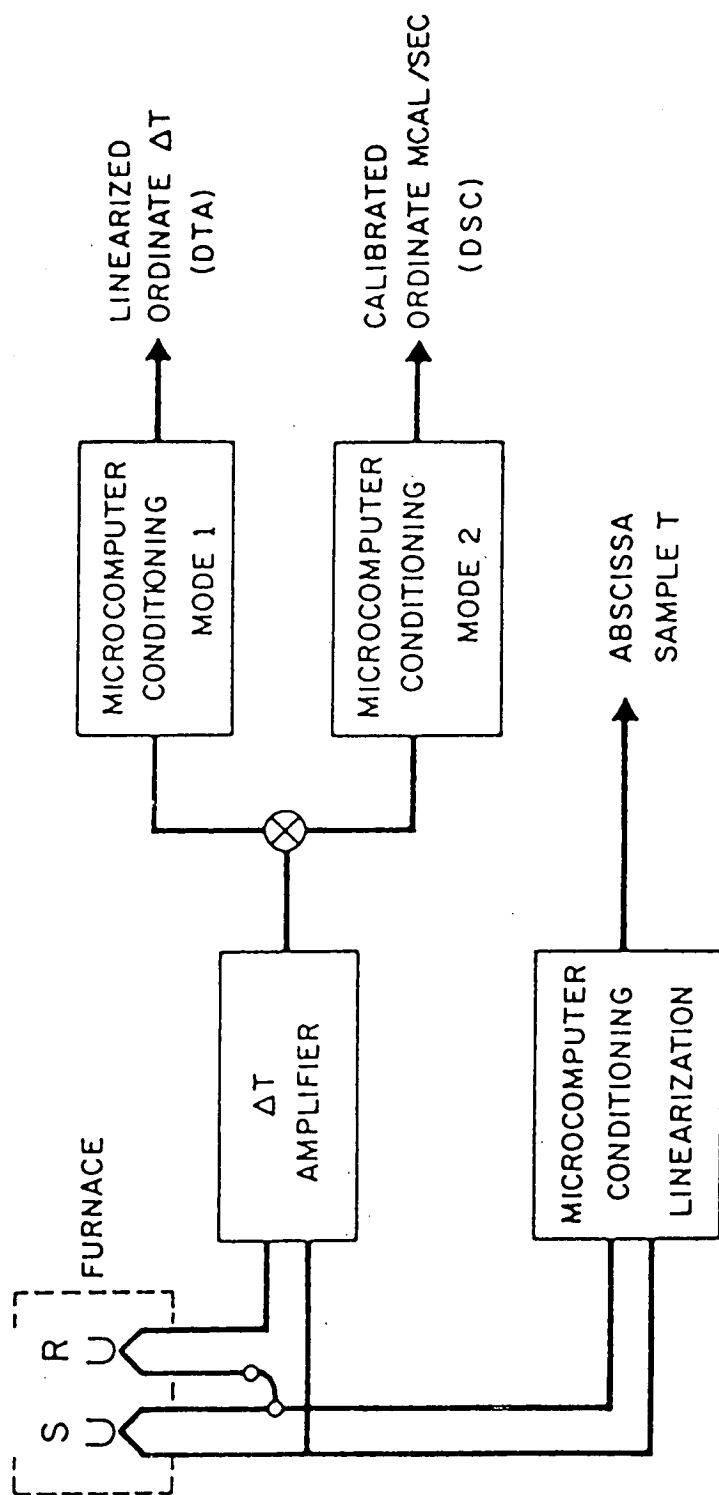 S
R
FURNACE
ΔT
AMPLIFIER
MICROCOMPUTER
CONDITIONING
MODE 1
LINEARIZED
ORDINATE ΔT
(DTA)
MICROCOMPUTER
CONDITIONING
MODE 2
CALIBRATED
ORDINATE MCAL/SEC
(DSC)
MICROCOMPUTER
CONDITIONING
LINEARIZATION
ABSCISSA
SAMPLE T